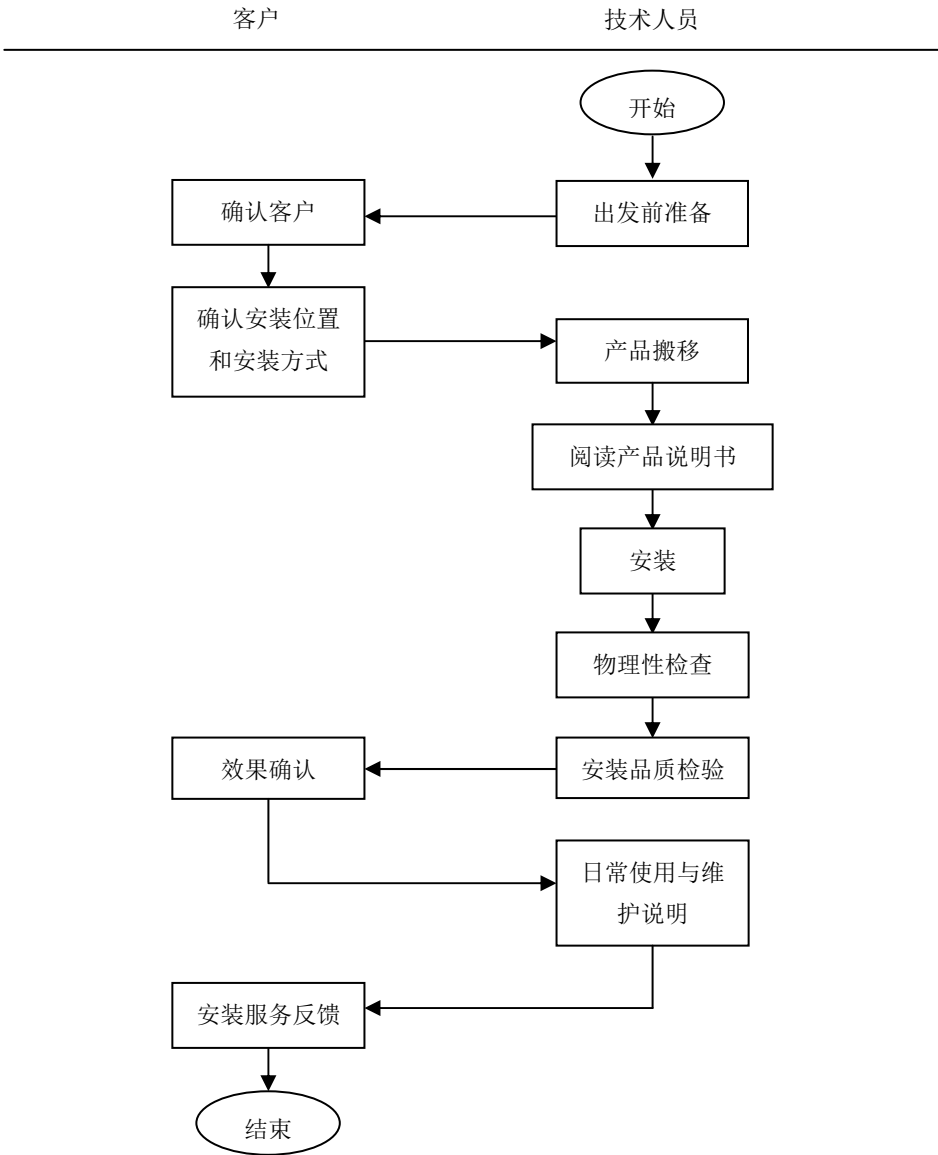 客户
技术人员
开始
确认客户
出发前准备
确认安装位置
和安装方式
产品搬移
阅读产品说明书
安装
物理性检查
效果确认
安装品质检验
日常使用与维
护说明
安装服务反馈
结束